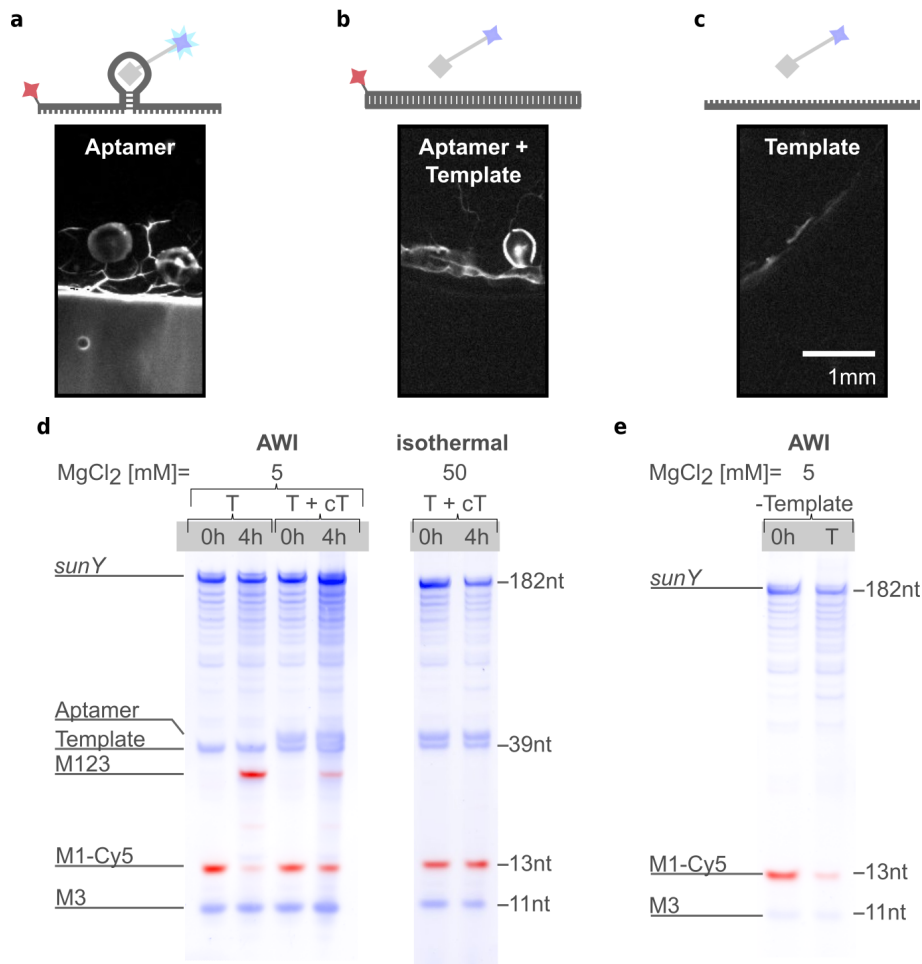 a
b
c
Aptamer
Aptamer +
Template
Template
1mm
d
AWI
isothermal
MgCl2 [mM]= 5
50
T
T + cT
T + cT
0h 4h 0h 4h
0h 4h
sunY
182nt
Aptamer
Template
39nt
M123
M1-Cy5
13nt
M3
11nt
e
AWI
MgCl2 [mM]= 5
-Template
0h T
sunY
182nt
M1-Cy5
13nt
M3
11nt